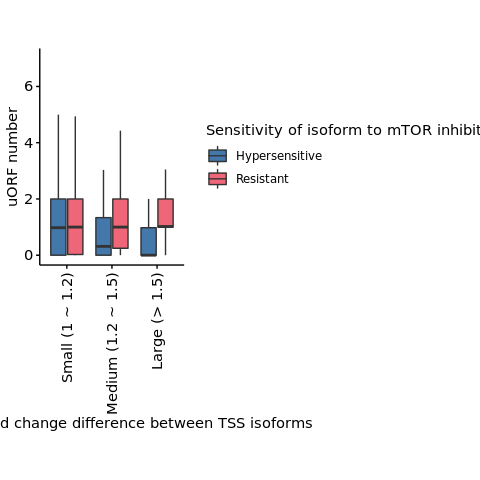 uORF number
6
4
2
0
Small (1 ~ 1.2)
Medium (1.2 ~ 1.5)
Large (> 1.5)
d change difference between TSS isoforms
Sensitivity of isoform to mTOR inhibit
Hypersensitive
Resistant